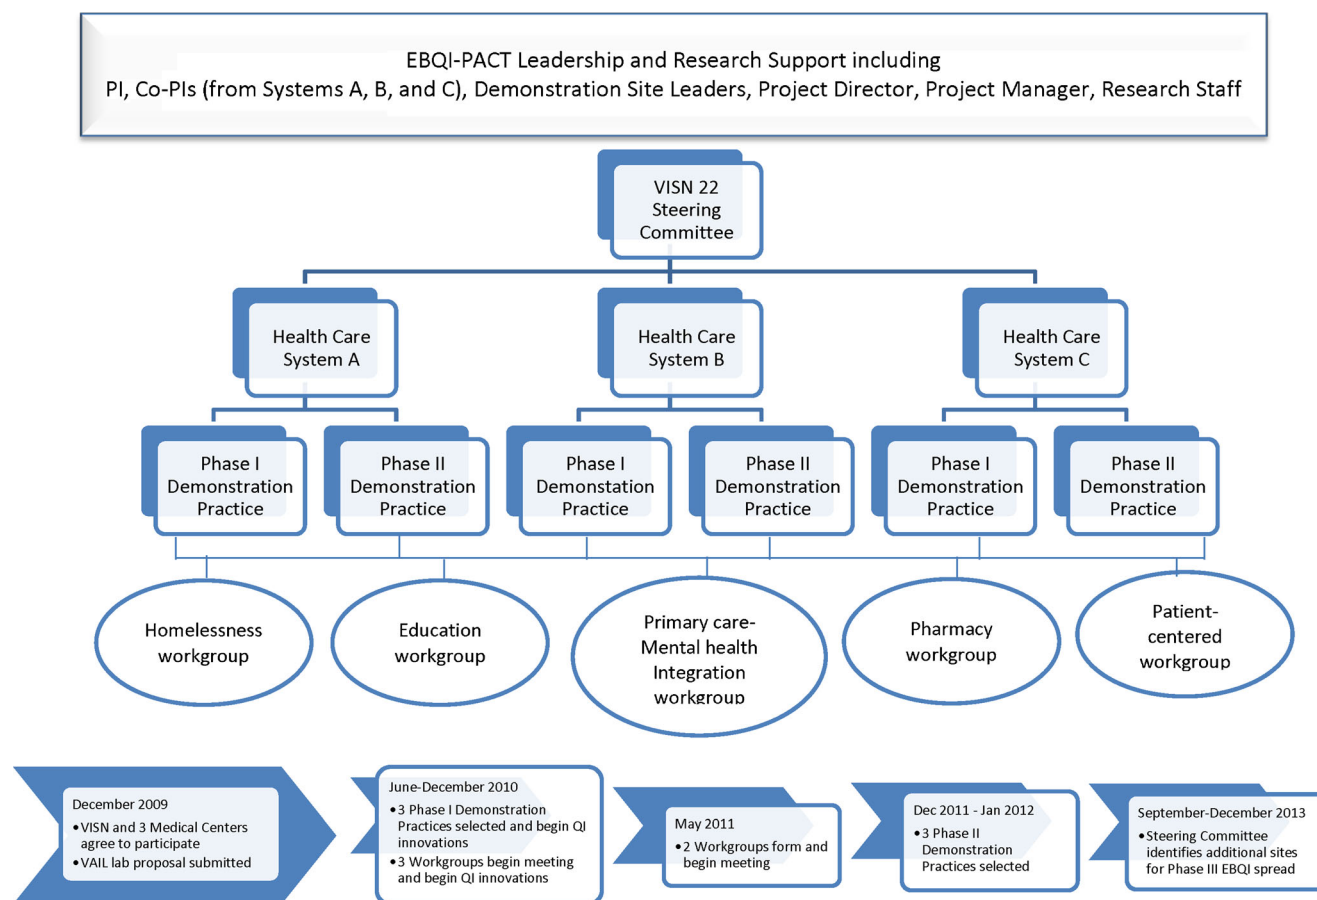 EBQI-PACT Leadership and Research Support including
PI, Co-PIs (from Systems A, B, and C), Demonstration Site Leaders, Project Director, Project Manager, Research Staff
VISN 22
Steering
Committee
Health Care
System A
Health Care
System B
Health Care
System C
Phase I
Demonstration
Practice
Phase II
Demonstration
Practice
Phase I
Demonstation
Practice
Phase II
Demonstration
Practice
Phase I
Demonstration
Practice
Phase II
Demonstration
Practice
Homelessness
workgroup
Education
workgroup
Primary care-
Mental health
Integration
workgroup
Pharmacy
workgroup
Patient-
centered
workgroup
December 2009
•VISN and 3 Medical Centers
agree to participate
•VAIL lab proposal submitted
June-December 2010
•3 Phase I Demonstration
Practices selected and begin QI
innovations
•3 Workgroups begin meeting
and begin QI innovations
May 2011
•2 Workgroups form and
begin meeting
Dec 2011 - Jan 2012
•3 Phase II
Demonstration
Practices selected
September-December 2013
•Steering Committee
identifies additional sites
for Phase III EBQI spread